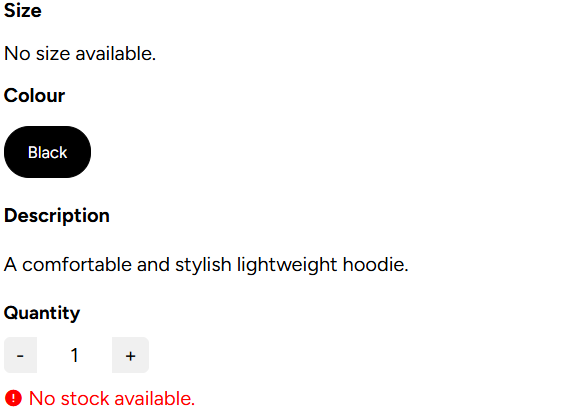 Size
No size available.
Colour
Black
Description
A comfortable and stylish lightweight hoodie.
Quantity
- 1 +
No stock available.